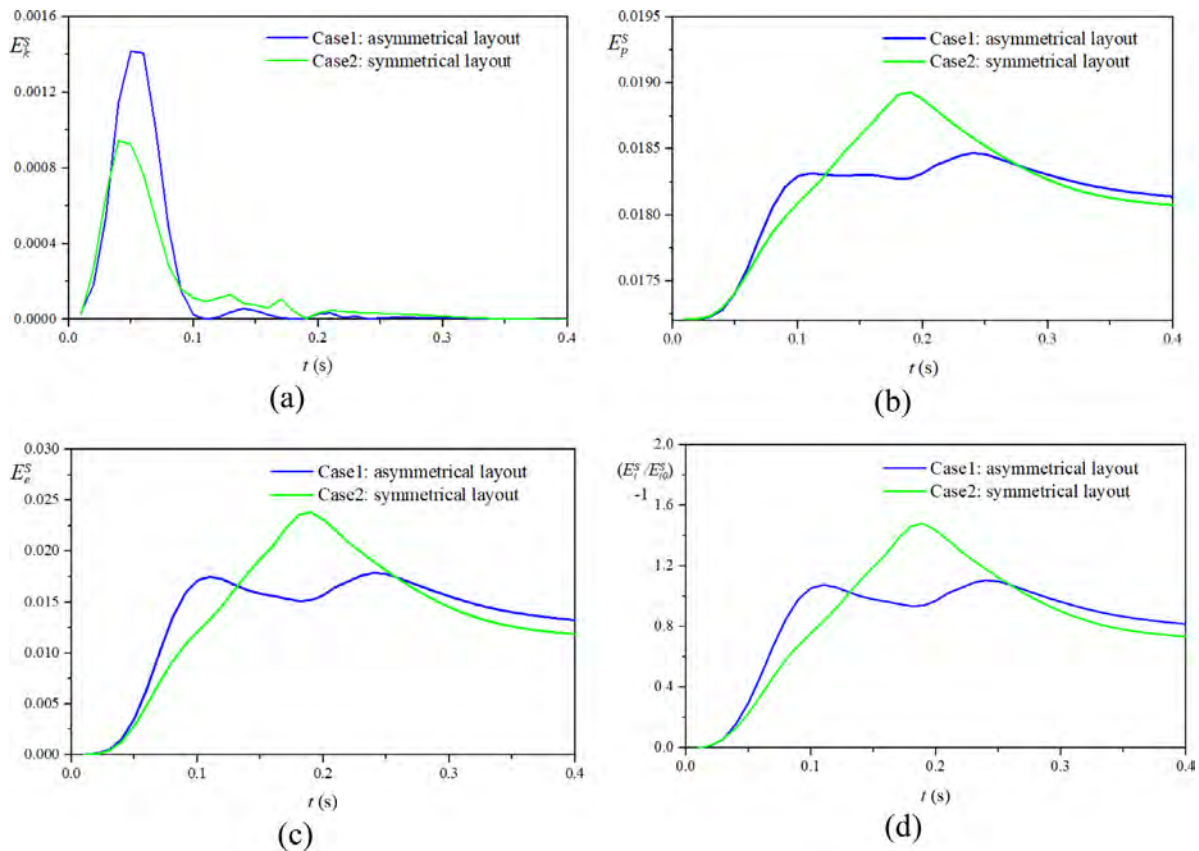 0.0016
E_k^S
Case1: asymmetrical layout
Case2: symmetrical layout
0.0012
0.0008
0.0004
0.0000
0.1 0.2 0.3 0.4
t (s)
(a)
0.0195
E_p^S
Case1: asymmetrical layout
Case2: symmetrical layout
0.0190
0.0185
0.0180
0.0175
0.0 0.1 0.2 0.3 0.4
t (s)
(b)
0.030
E_e^S
Case1: asymmetrical layout
Case2: symmetrical layout
0.025
0.020
0.015
0.010
0.005
0.000
0.0 0.1 0.2 0.3 0.4
t (s)
(c)
2.0
(E_i^S/E_{i0}^S)
-1
Case1: asymmetrical layout
Case2: symmetrical layout
1.6
1.2
0.8
0.4
0.0
0.0 0.1 0.2 0.3 0.4
t (s)
(d)